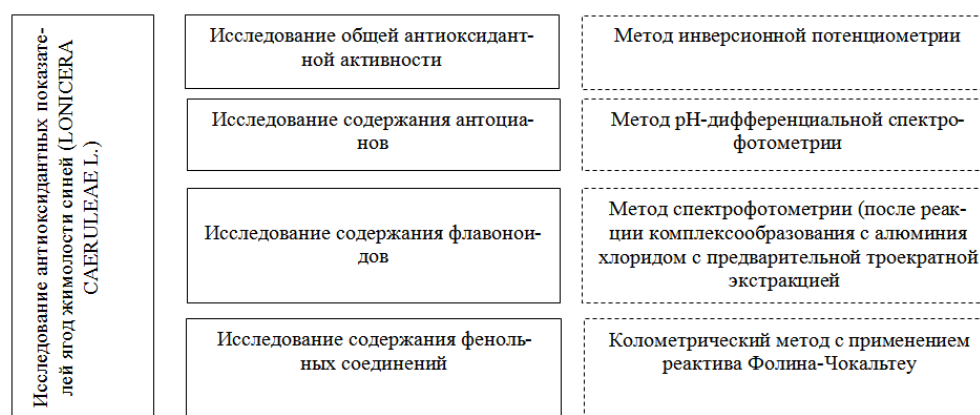 Исследование антиоксидантных показате-
лей ягод жимолости синей (LONICERA
CAERULEAE L.)
Исследование общей антиоксидант-
ной активности
Метод инверсионной потенциометрии
Исследование содержания антоциа-
нов
Метод pH-дифференциальной спектро-
фотометрии
Исследование содержания флавонои-
дов
Метод спектрофотометрии (после реак-
ции комплексообразования с алюминия
хлоридом с предварительной троекратной
экстракцией
Исследование содержания феноль-
ных соединений
Колометрический метод с применением
реактива Фолина-Чокальтеу